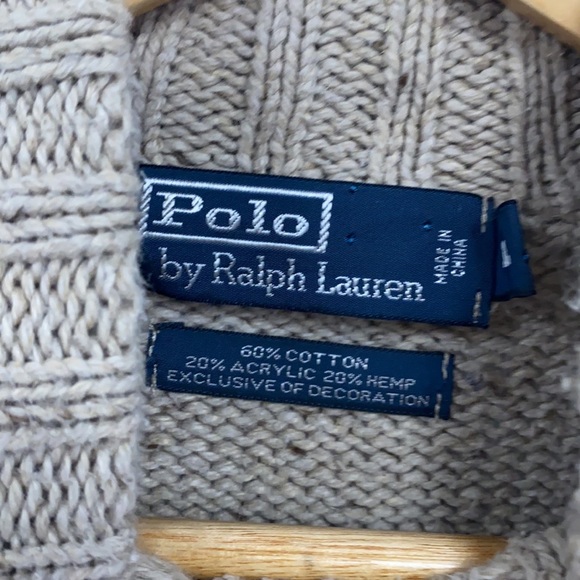 Polo
by Ralph Lauren
MADE IN
CHINA
60% COTTON
20% ACRYLIC 20% HEMP
EXCLUSIVE OF DECORATION